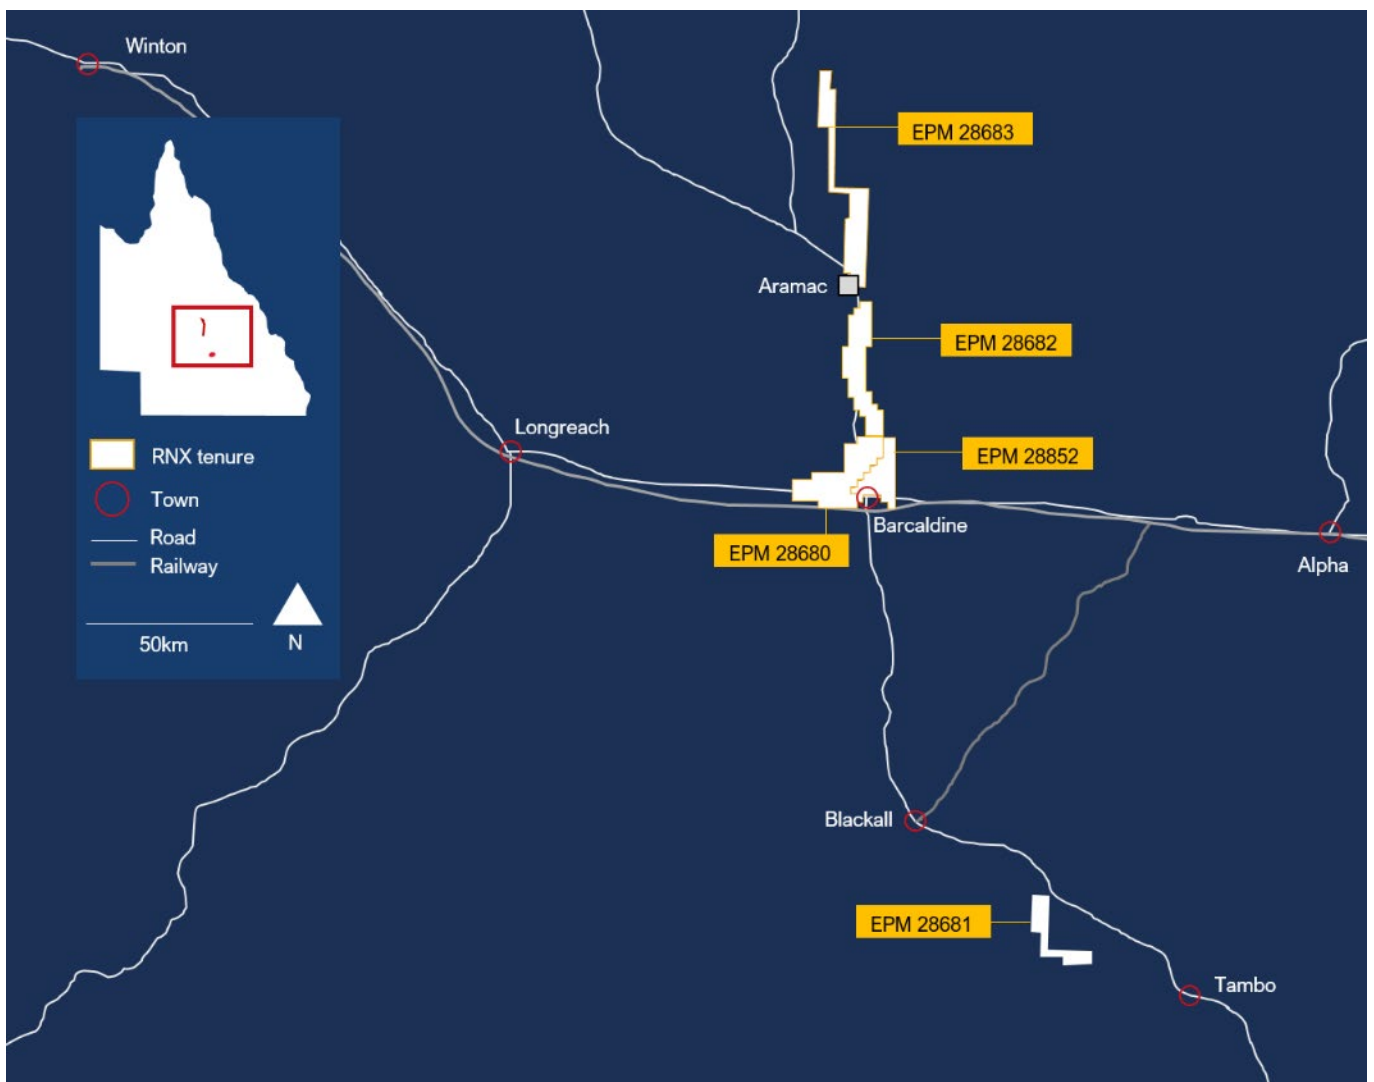 Winton
EPM 28683
Aramac
EPM 28682
Longreach
RNX tenure
EPM 28852
Town
Barcaldine
Road
EPM 28680
Railway
Alpha
50km
N
Blackall
EPM 28681
Tambo